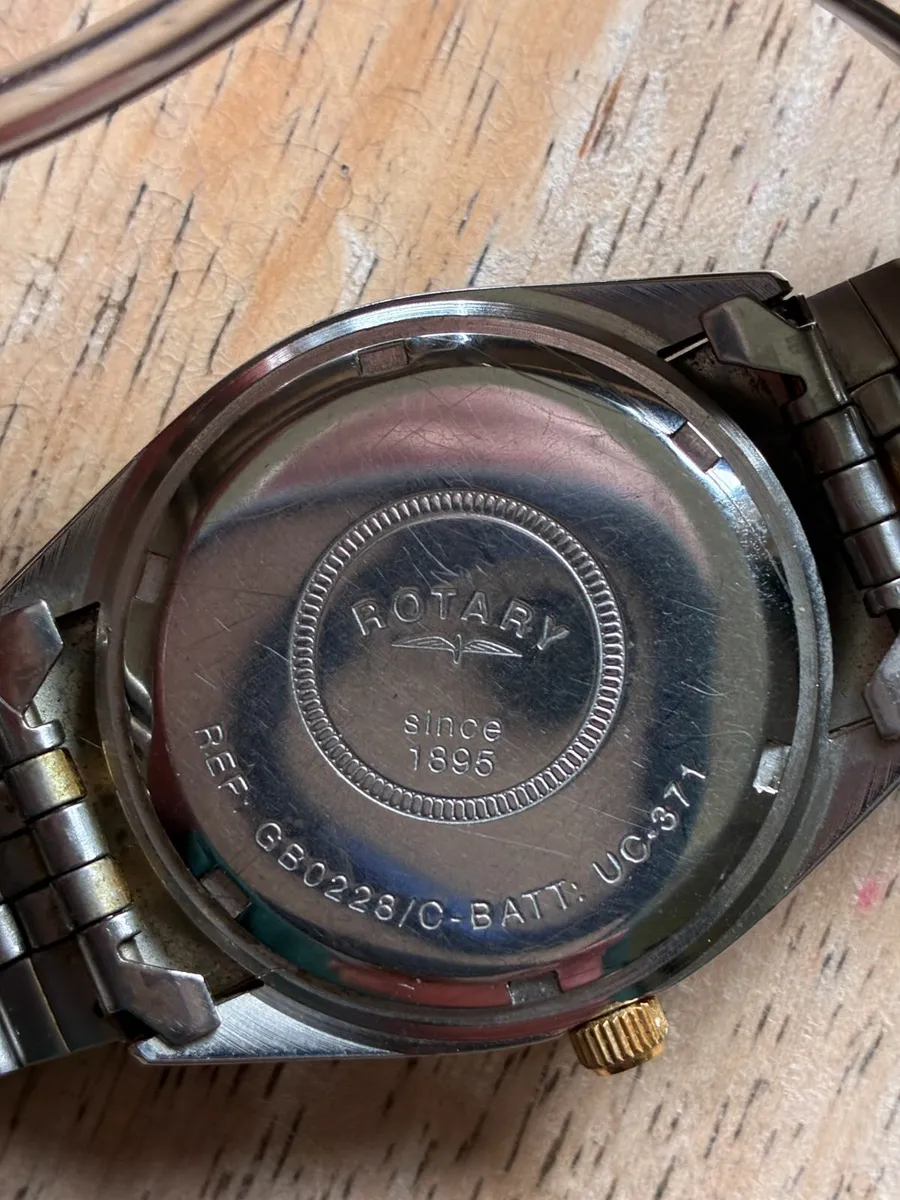 ROTARY
since
1895
REF: GB0228/C-BATT: UC-371